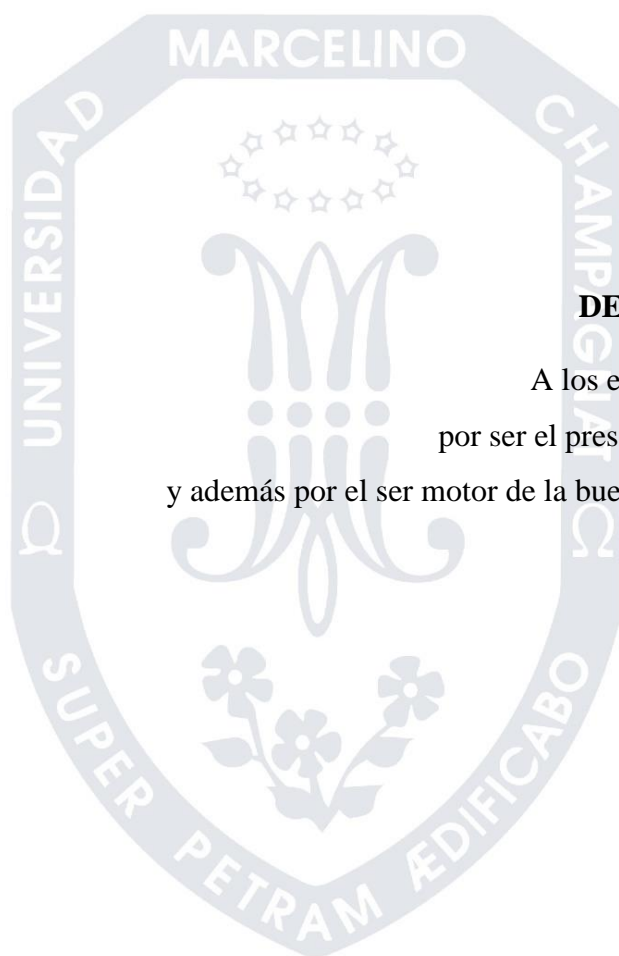 MARCELINO
UNIVERSIDAD
CHAMPAGNAT
DE
A los e
por ser el pres
y además por el ser motor de la bue
SUPER PETRAM ÆDIFICABO